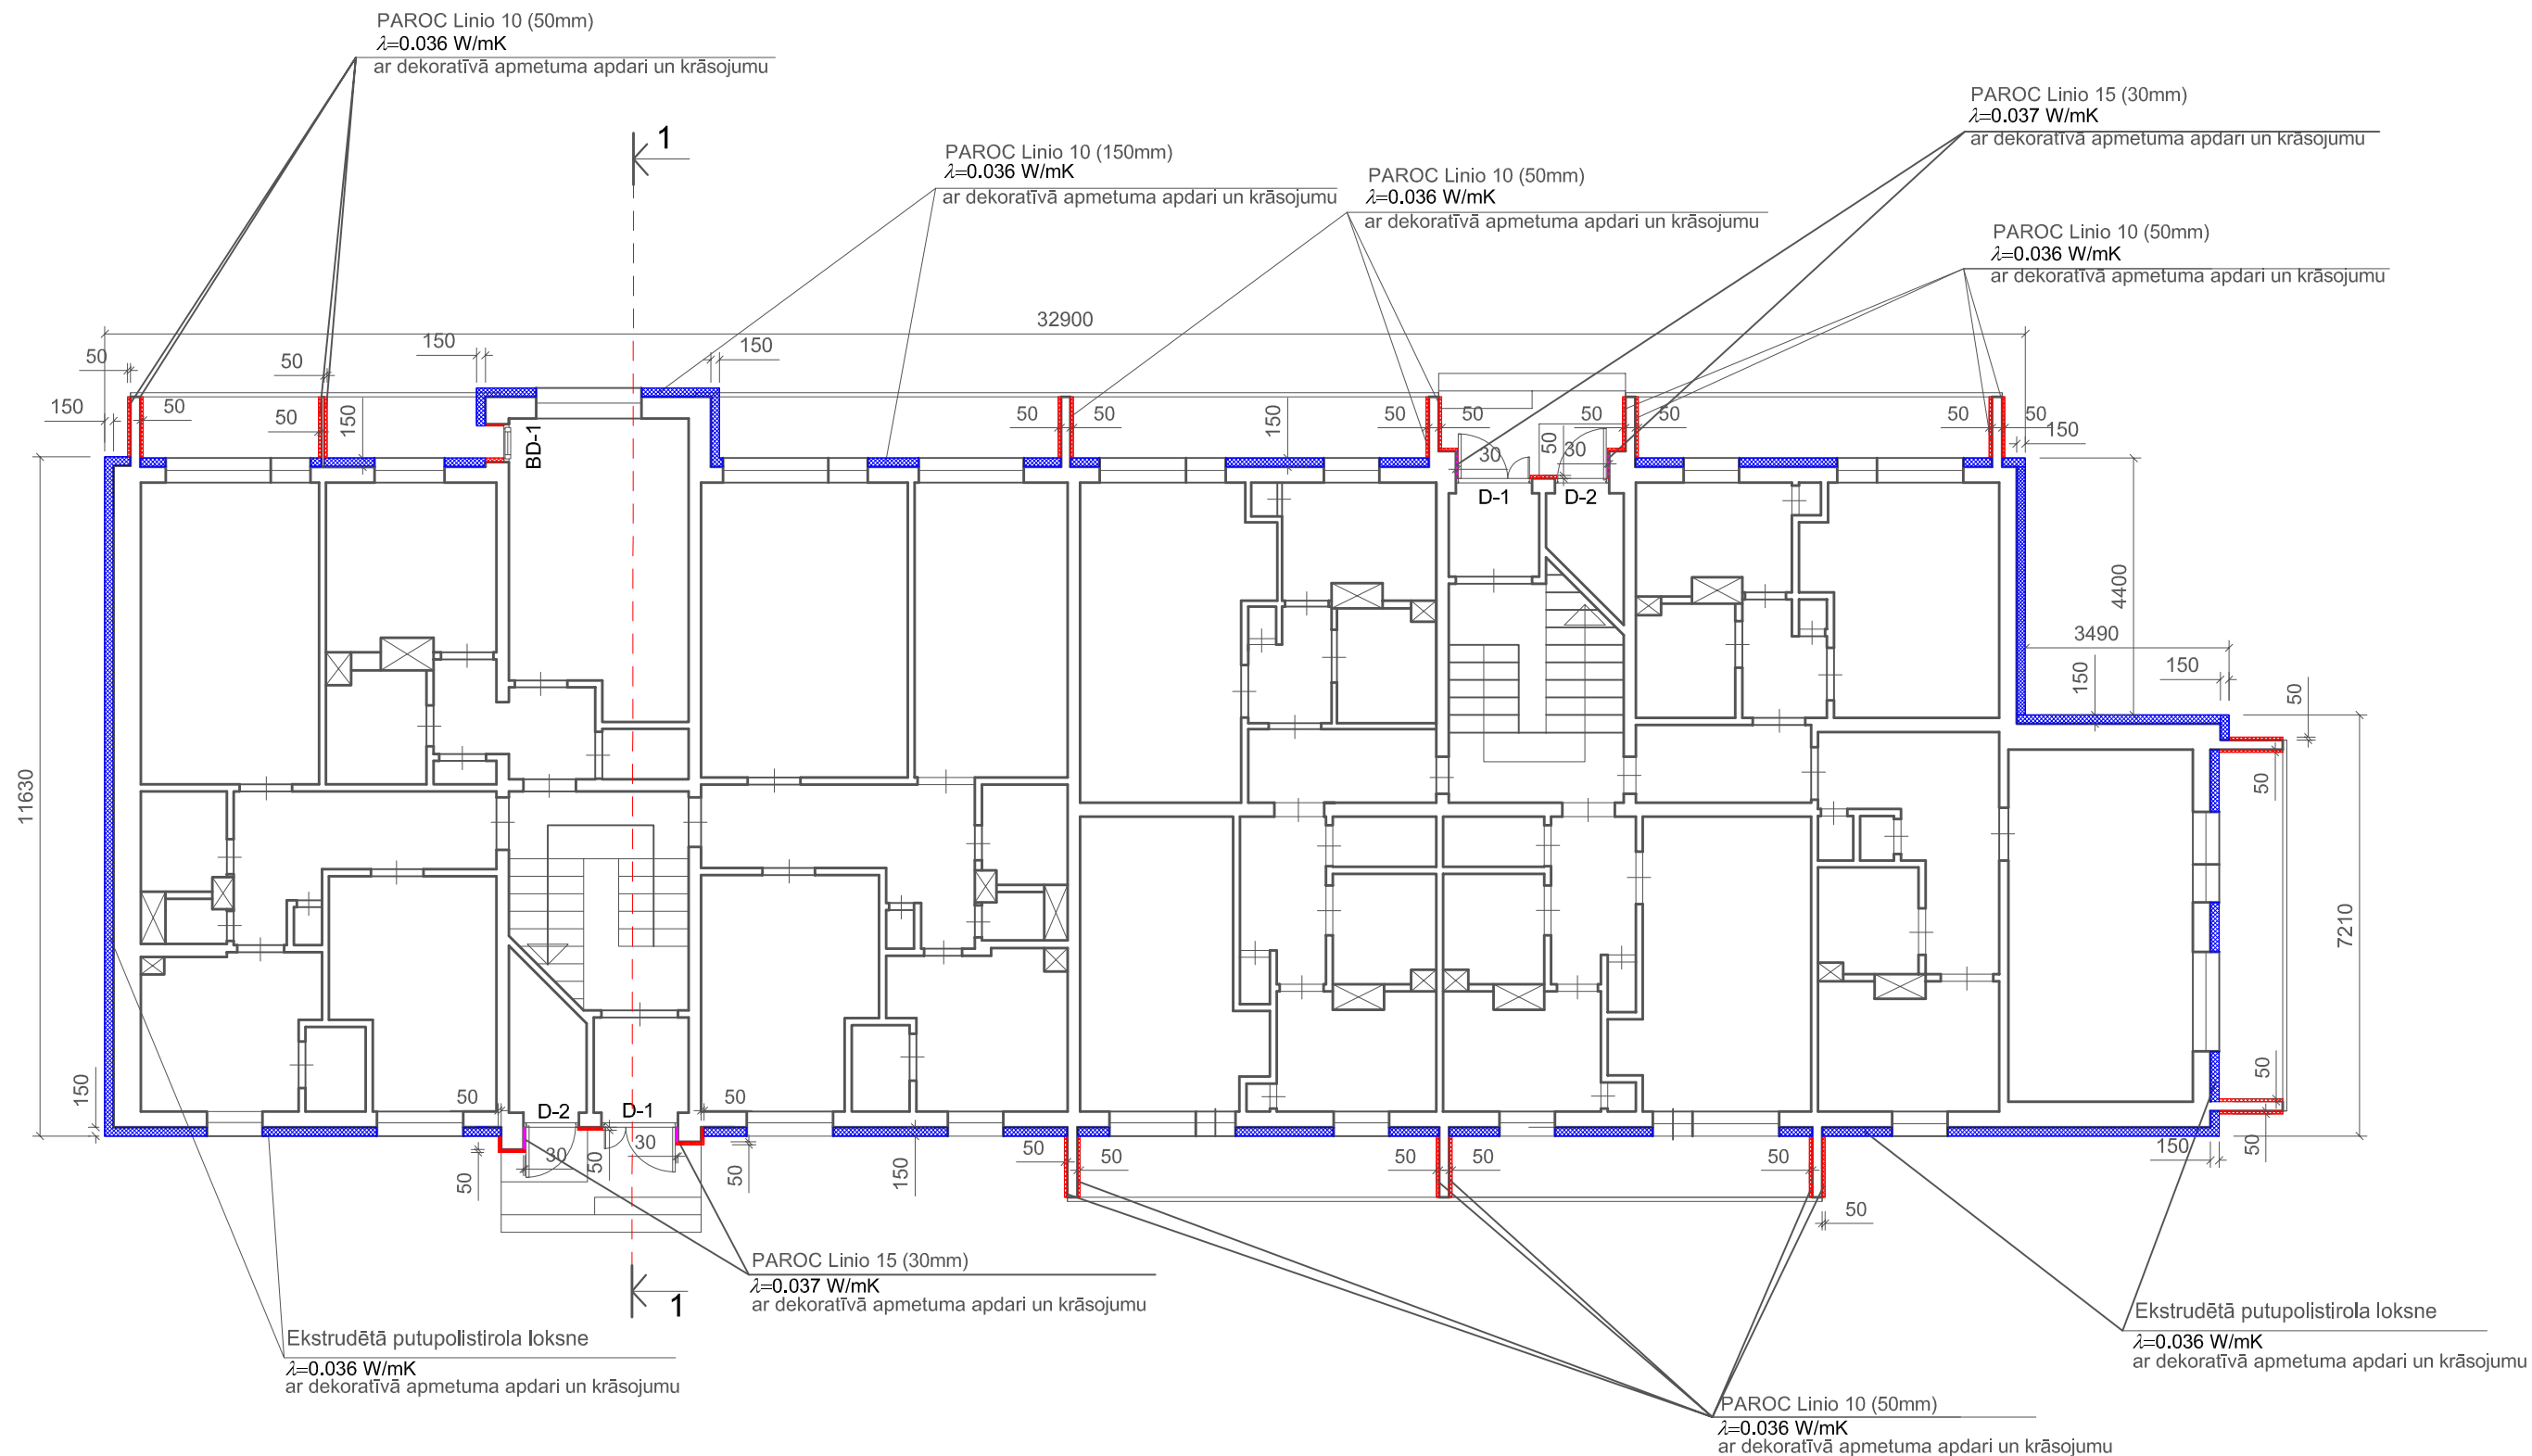 PAROC Linio 10 (50mm)
λ=0.036 W/mK
ar dekoratīvā apmetuma apdari un krāsojumu
PAROC Linio 15 (30mm)
λ=0.037 W/mK
ar dekoratīvā apmetuma apdari un krāsojumu
1
PAROC Linio 10 (150mm)
λ=0.036 W/mK
ar dekoratīvā apmetuma apdari un krāsojumu
PAROC Linio 10 (50mm)
λ=0.036 W/mK
ar dekoratīvā apmetuma apdari un krāsojumu
PAROC Linio 10 (50mm)
λ=0.036 W/mK
ar dekoratīvā apmetuma apdari un krāsojumu
32900
150
150
50
50
150
50
50
150
50
50
150
50
50
50
50
50
50
150
BD-1
30
50
30
D-1
D-2
4400
3490
150
150
50
50
11630
7210
150
50
D-2
D-1
50
50
50
30
50
30
50
150
50
50
50
50
50
50
150
50
PAROC Linio 15 (30mm)
λ=0.037 W/mK
ar dekoratīvā apmetuma apdari un krāsojumu
1
Ekstrudētā putupolistirola loksne
λ=0.036 W/mK
ar dekoratīvā apmetuma apdari un krāsojumu
Ekstrudētā putupolistirola loksne
λ=0.036 W/mK
ar dekoratīvā apmetuma apdari un krāsojumu
PAROC Linio 10 (50mm)
λ=0.036 W/mK
ar dekoratīvā apmetuma apdari un krāsojumu